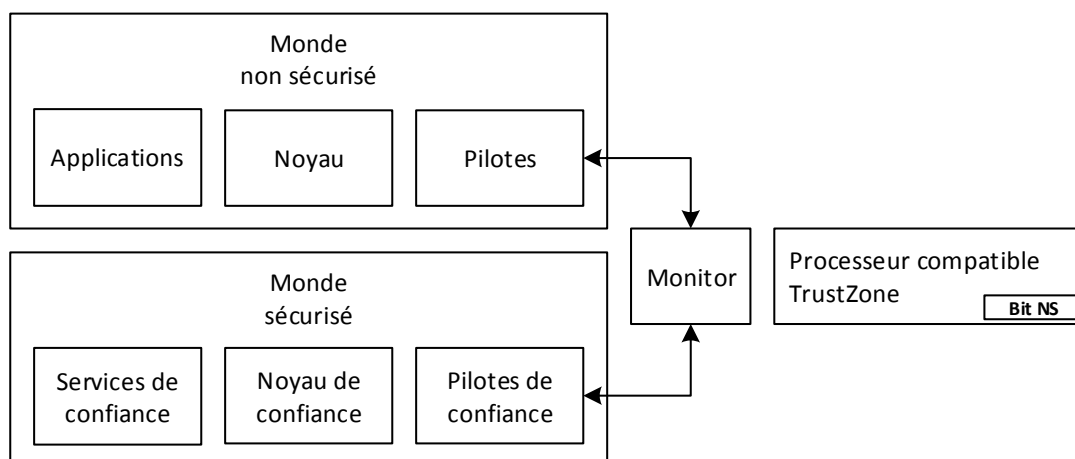 Monde
non sécurisé
Applications
Noyau
Pilotes
Monitor
Processeur compatible
TrustZone
Bit NS
Monde
sécurisé
Services de
confiance
Noyau de
confiance
Pilotes de
confiance